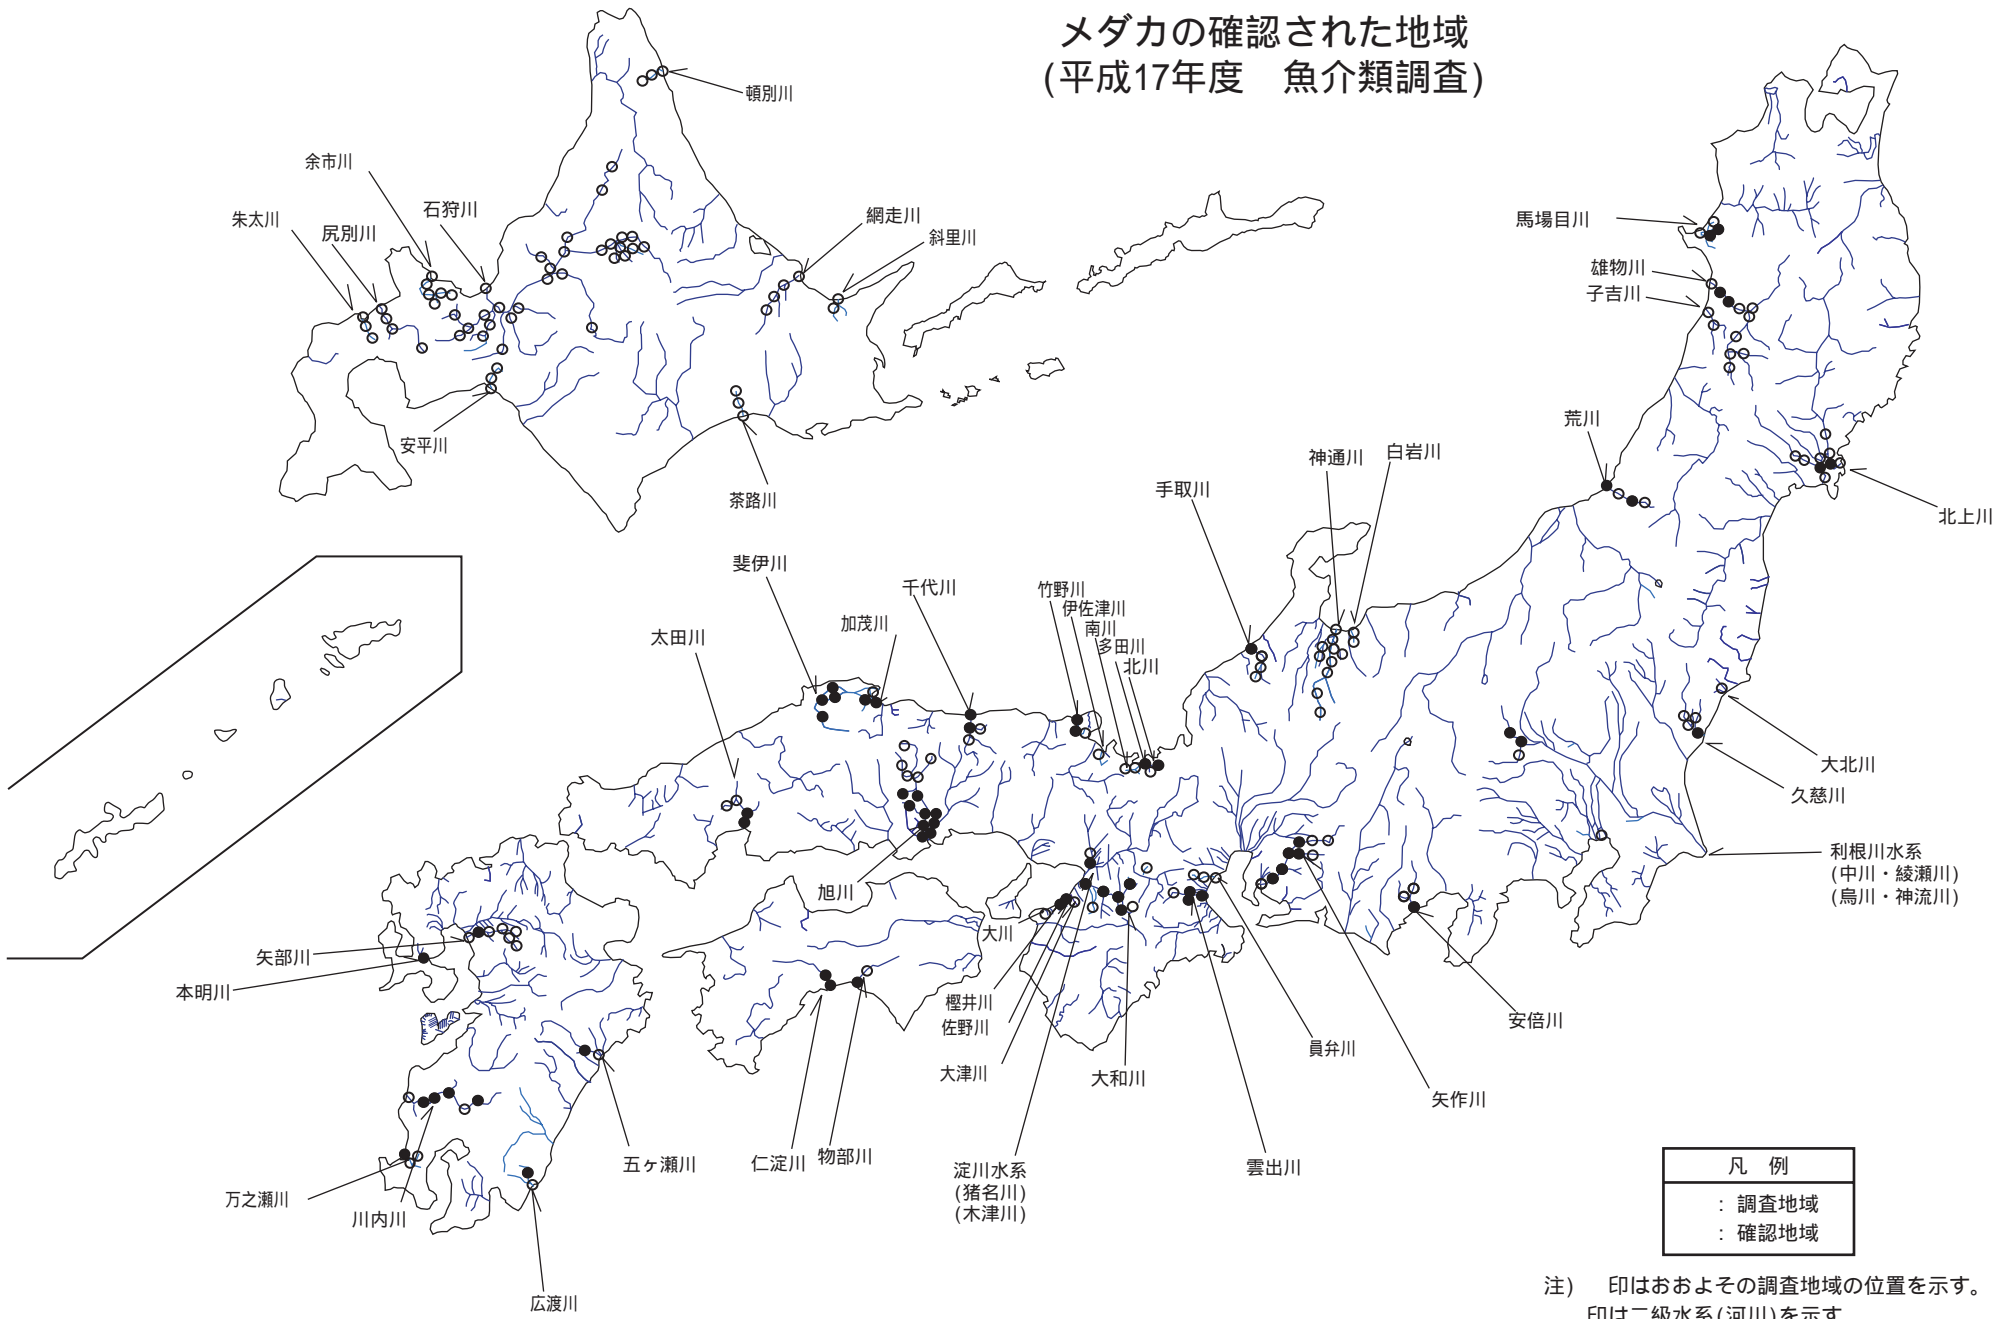 メダカの確認された地域
(平成17年度　魚介類調査)
頓別川
余市川
石狩川
朱太川
尻別川
網走川
斜里川
安平川
茶路川
馬場目川
雄物川
子吉川
荒川
北上川
神通川
白岩川
手取川
斐伊川
千代川
竹野川
伊佐津川
南川
多田川
北川
加茂川
太田川
大北川
久慈川
利根川水系
(中川・綾瀬川)
(烏川・神流川)
旭川
大川
矢部川
本明川
樫井川
佐野川
大津川
大和川
安倍川
員弁川
矢作川
五ヶ瀬川
仁淀川
物部川
淀川水系
(猪名川)
(木津川)
雲出川
万之瀬川
川内川
広渡川
凡　例
：調査地域
：確認地域
注)　印はおおよその調査地域の位置を示す。
印は二級水系(河川)を示す